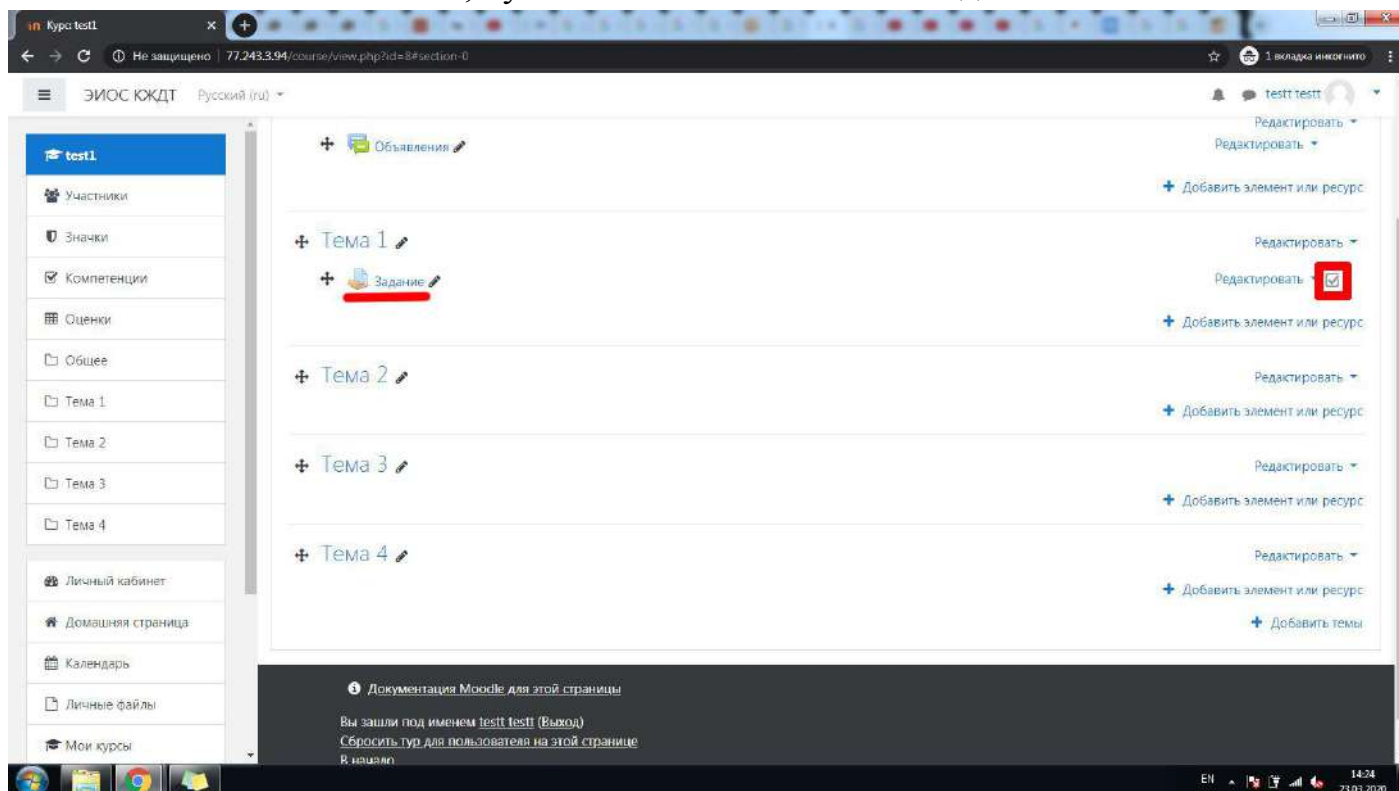 Курс: test1
Не защищено 77.243.3.94/course/view.php?id=8#section-0 1 вкладка инкогнито
ЭИОС КЖДТ Русский (ru) testt testt
Редактировать
test1 Объявления Редактировать
Участники Добавить элемент или ресурс
Значки Тема 1 Редактировать
Компетенции Задание Редактировать
Оценки Добавить элемент или ресурс
Общее
Тема 2 Редактировать
Тема 1 Добавить элемент или ресурс
Тема 2
Тема 3 Редактировать
Тема 3 Добавить элемент или ресурс
Тема 4
Тема 4 Редактировать
Личный кабинет Добавить элемент или ресурс
Домашняя страница Добавить темы
Календарь
Документация Moodle для этой страницы
Личные файлы
Вы зашли под именем testt testt (Выход)
Мои курсы Сбросить тур для пользователя на этой странице
В начало
EN 14:24
23.03.2020